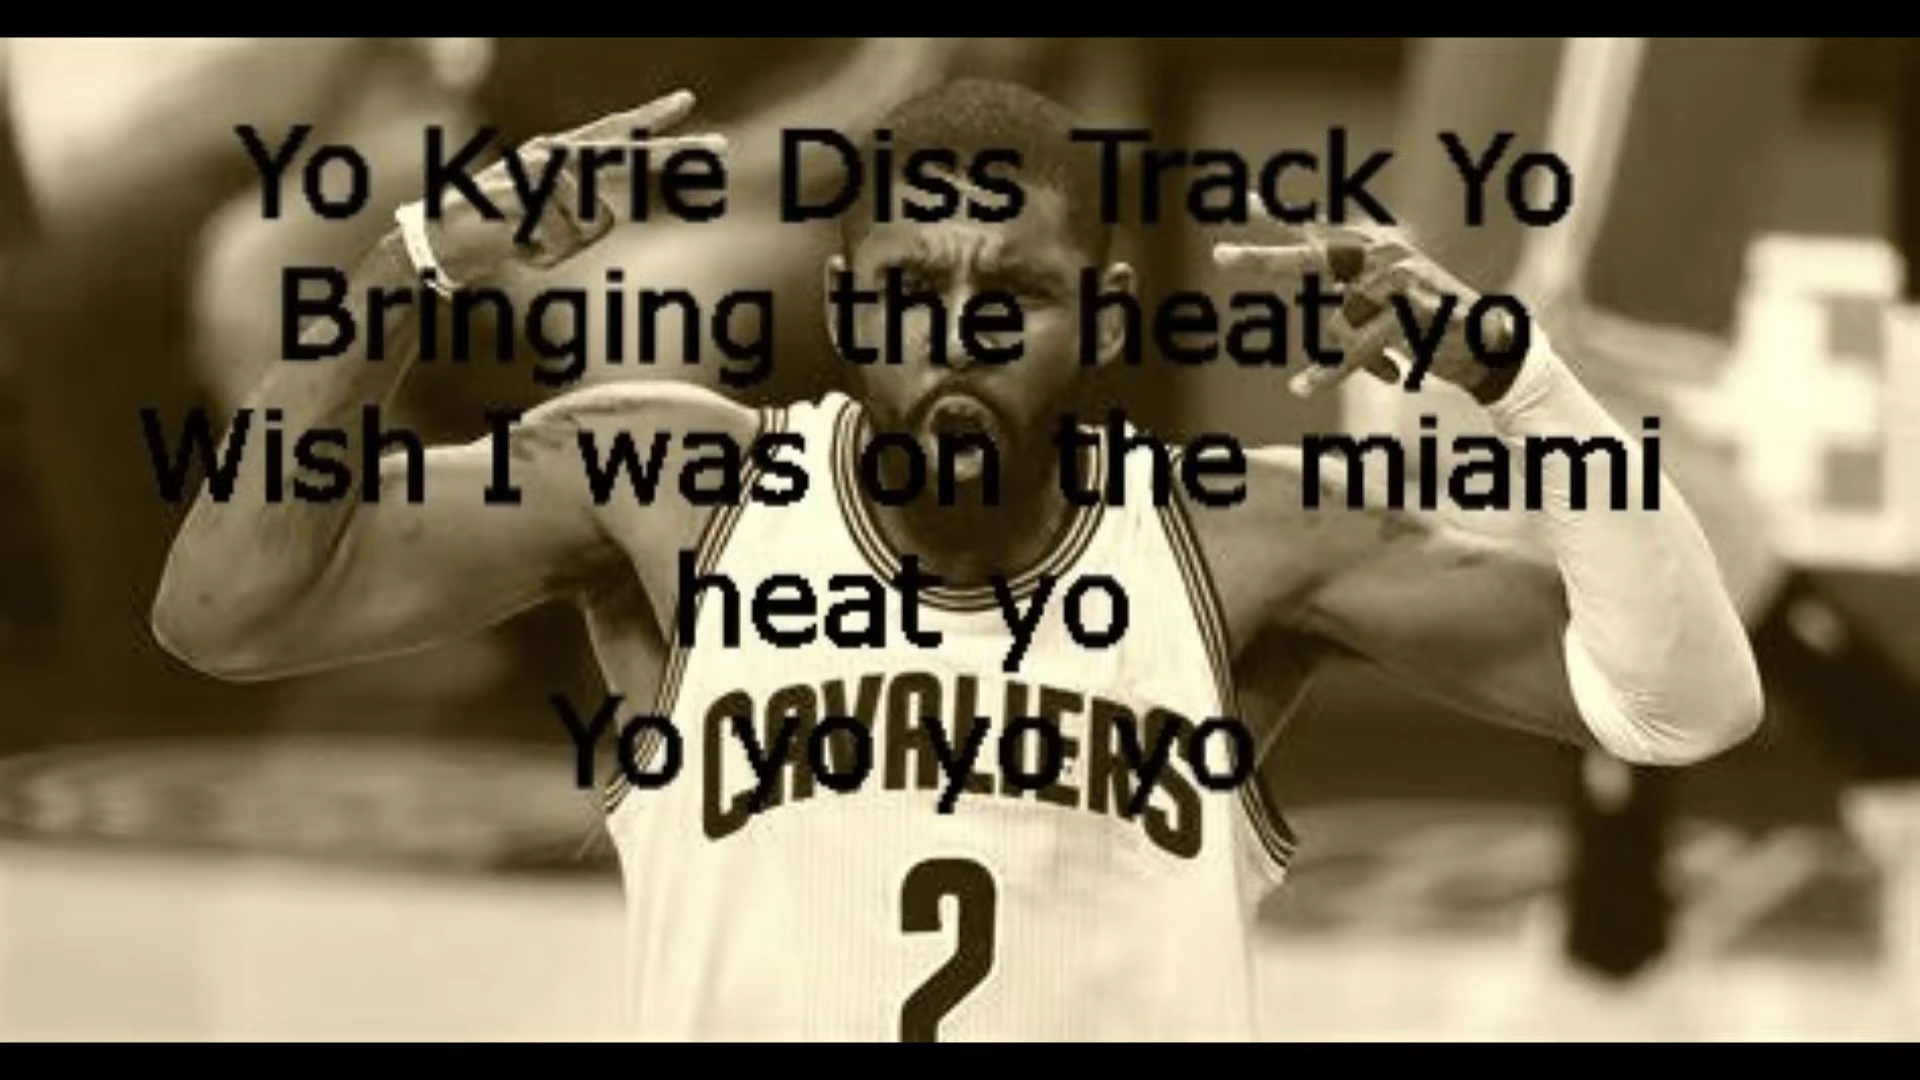 Yo Kyrie Diss Track Yo
Bringing the heat yo
Wish I was on the miami
heat yo
Yo yo yo yo
CAVALIERS
2